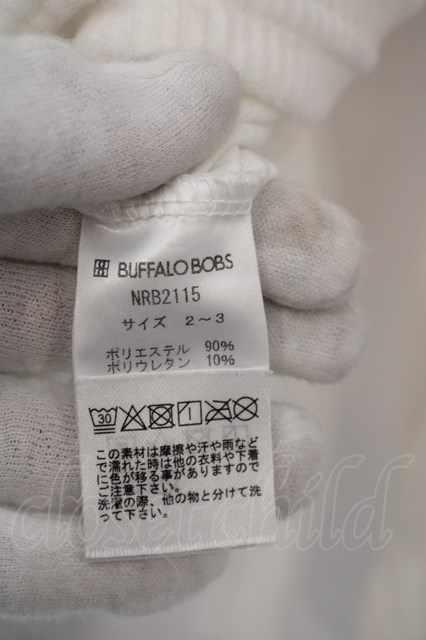 BUFFALO BOBS
NRB2115
サイズ 2～3
ポリエステル 90%
ポリウレタン 10%
30
この素材は摩擦や汗や雨など
で濡れた時は他の衣料や下着
に色が移る事がありますので
ご注意下さい。
洗濯の際、他の物と分けて洗
って下さい。
closet child